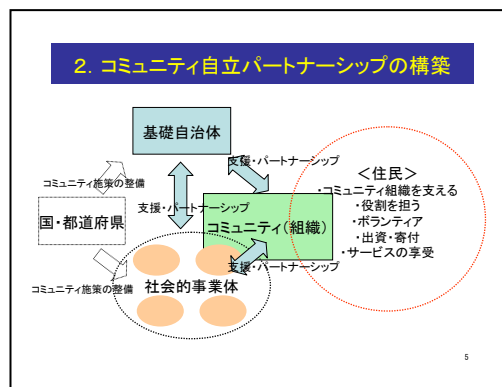 2. コミュニティ自立パートナーシップの構築
基礎自治体
支援・パートナーシップ
コミュニティ施策の整備
国・都道府県
支援・パートナーシップ
コミュニティ(組織)
<住民>
・コミュニティ組織を支える
・役割を担う
・ボランティア
・出資・寄付
・サービスの享受
支援・パートナーシップ
社会的事業体
コミュニティ施策の整備
5